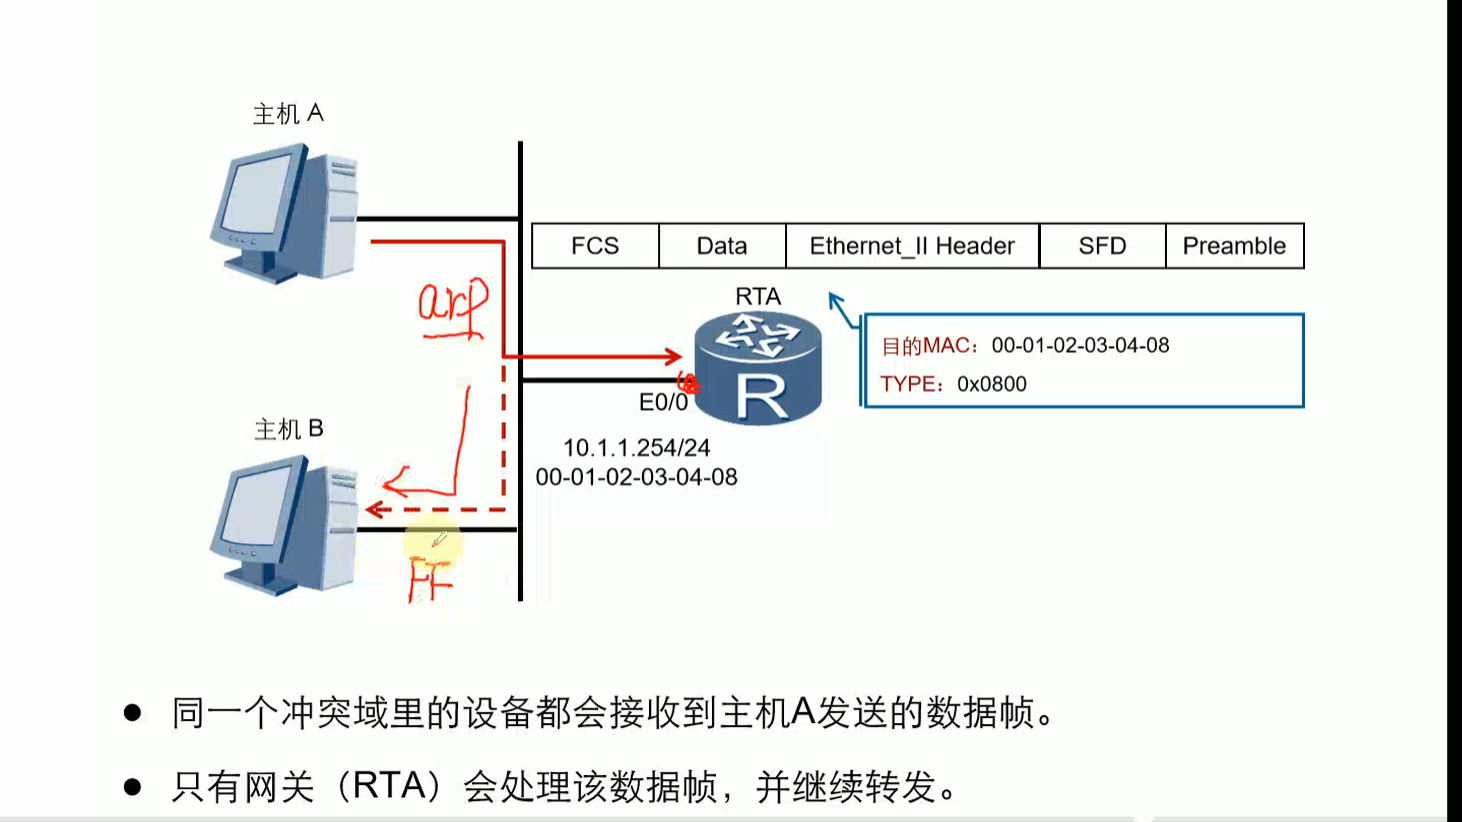 主机 A
FCS Data Ethernet_II Header SFD Preamble
arp
RTA
目的MAC：00-01-02-03-04-08
TYPE：0x0800
R
E0/0
主机 B
10.1.1.254/24
00-01-02-03-04-08
FF
● 同一个冲突域里的设备都会接收到主机A发送的数据帧。
● 只有网关（RTA）会处理该数据帧，并继续转发。